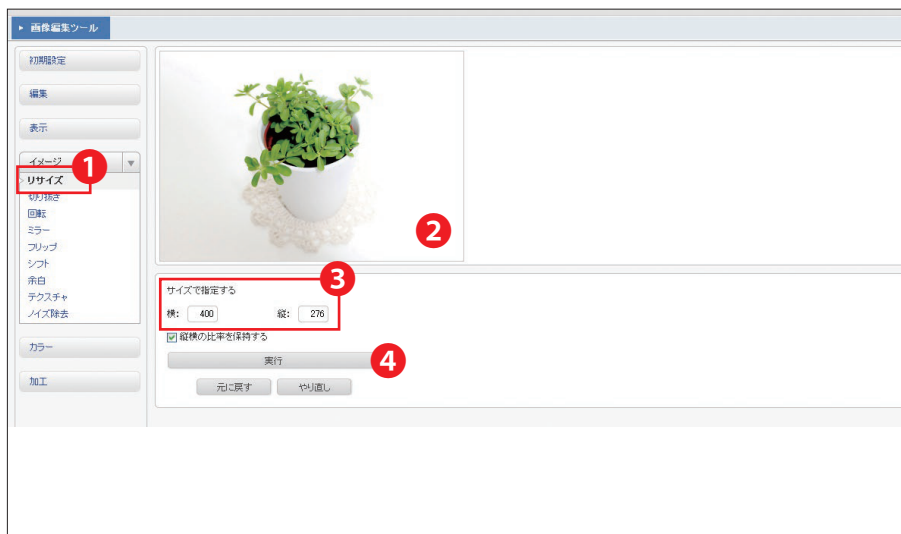 画像編集ツール
初期設定
編集
表示
イメージ
1
リサイズ
切り抜き
回転
ミラー
フリップ
シフト
余白
テクスチャ
ノイズ除去
カラー
加工
2
3
サイズで指定する
横: 400 縦: 276
縦横の比率を保持する
実行
4
元に戻す やり直し